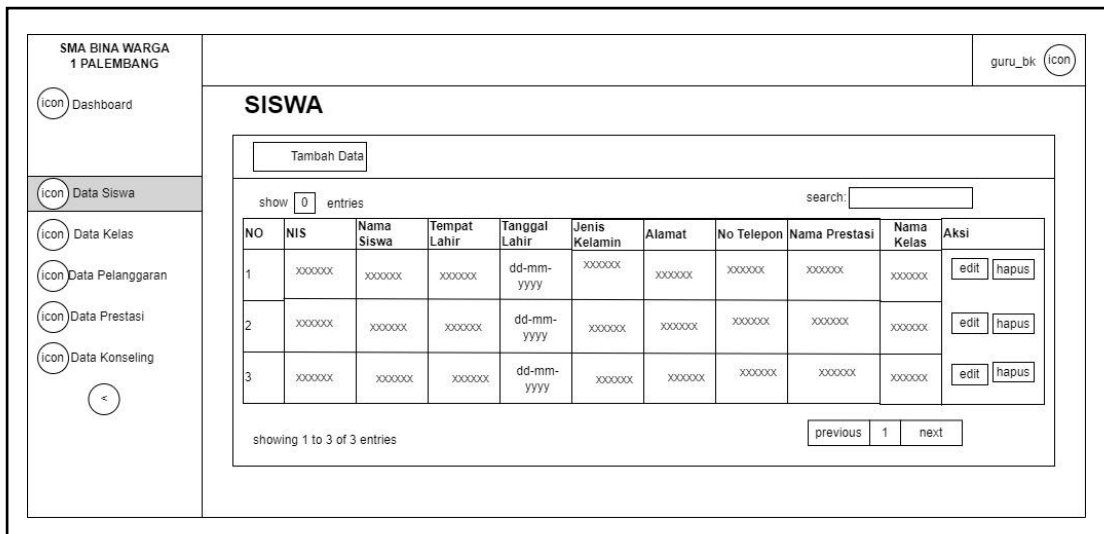 SMA BINA WARGA
1 PALEMBANG
guru_bk icon
icon Dashboard
SISWA
Tambah Data
icon Data Siswa
show 0 entries
search:
NO NIS Nama Siswa Tempat Lahir Tanggal Lahir Jenis Kelamin Alamat No Telepon Nama Prestasi Nama Kelas Aksi
icon Data Kelas
1 xxxxxx xxxxxx xxxxxx dd-mm-yyyy xxxxxx xxxxxx xxxxxx xxxxxx xxxxxx edit hapus
icon Data Pelanggaran
2 xxxxxx xxxxxx xxxxxx dd-mm-yyyy xxxxxx xxxxxx xxxxxx xxxxxx xxxxxx edit hapus
icon Data Prestasi
3 xxxxxx xxxxxx xxxxxx dd-mm-yyyy xxxxxx xxxxxx xxxxxx xxxxxx xxxxxx edit hapus
icon Data Konseling
<
showing 1 to 3 of 3 entries
previous 1 next